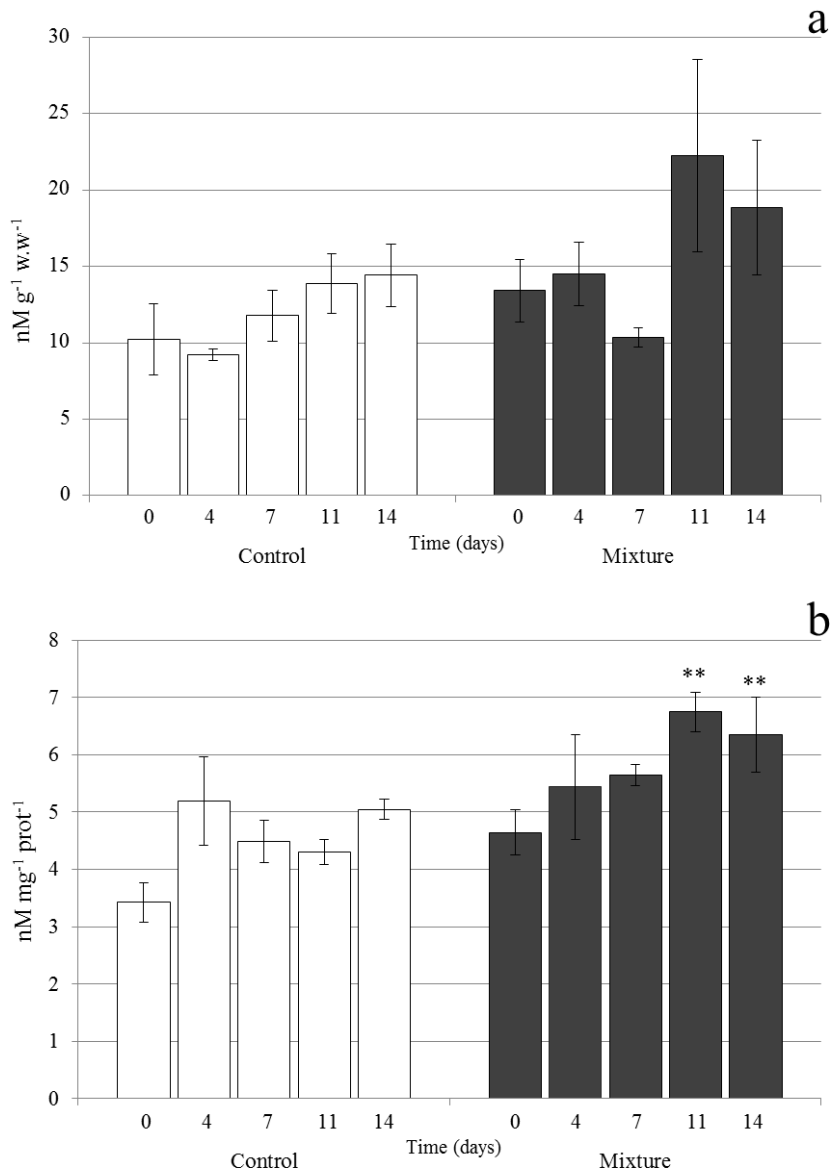 a
30
25
20
15
10
5
0
nM g⁻¹ w.w⁻¹
0 4 7 11 14 0 4 7 11 14
Time (days)
Control Mixture
b
8
7
6
5
4
3
2
1
0
nM mg⁻¹ prot⁻¹
** **
0 4 7 11 14 0 4 7 11 14
Time (days)
Control Mixture